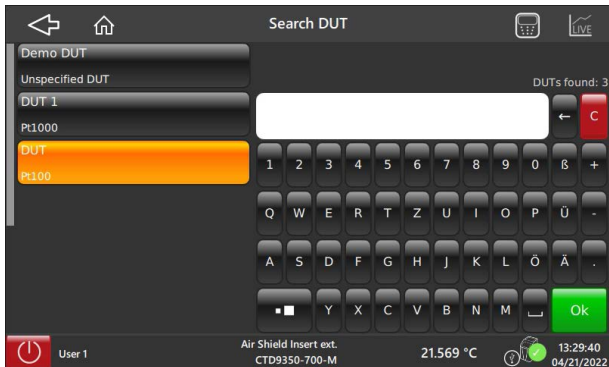 Search DUT
LIVE
Demo DUT
Unspecified DUT
DUTs found: 3
DUT 1
Pt1000
← C
DUT
Pt100
1 2 3 4 5 6 7 8 9 0 ß +
Q W E R T Z U I O P Ü -
A S D F G H J K L Ö Ä .
Y X C V B N M Ok
User 1
Air Shield Insert ext.
CTD9350-700-M
21.569 °C
13:29:40
04/21/2022